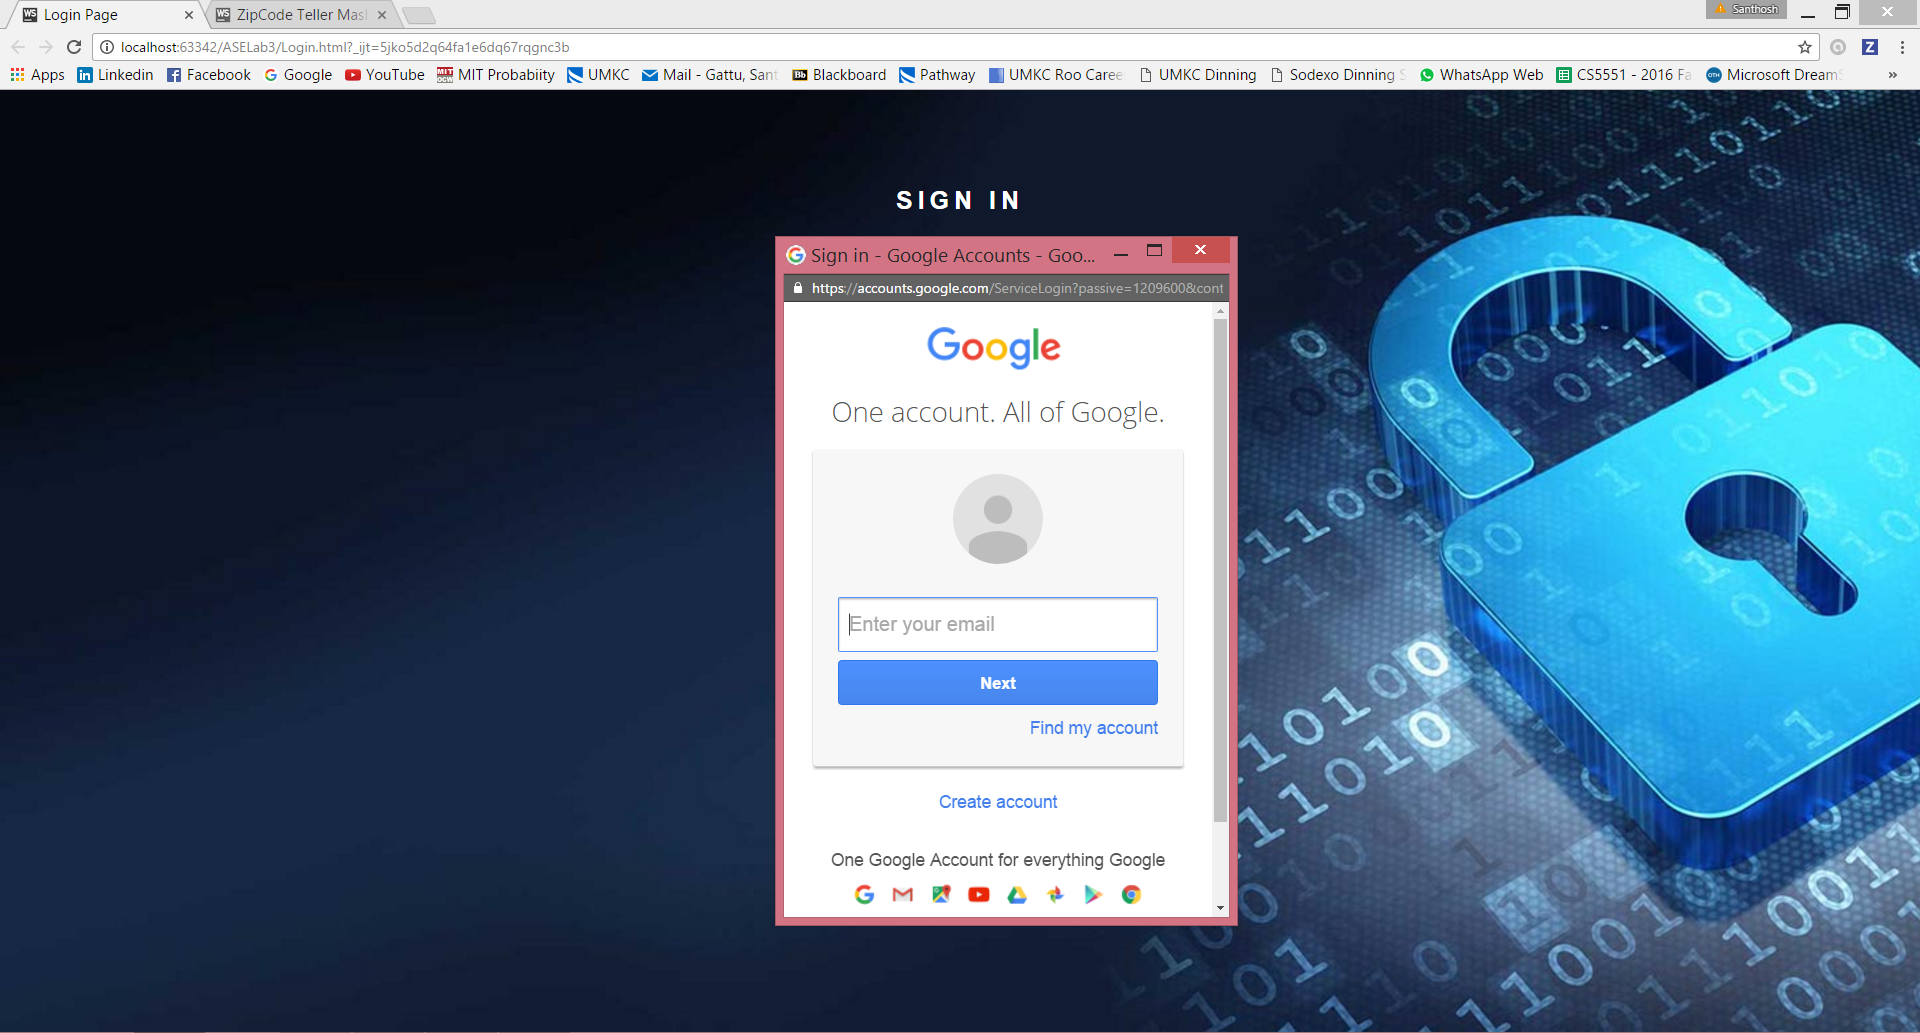 Login Page
ZipCode Teller Mas
Santhosh
localhost:63342/ASELab3/Login.html?_ijt=5jko5d2q64fa1e6dq67rqgnc3b
Apps Linkedin Facebook Google YouTube MIT Probabiity UMKC Mail - Gattu, Sant Blackboard Pathway UMKC Roo Caree UMKC Dinning Sodexo Dinning S WhatsApp Web CS5551 - 2016 Fa Microsoft Dream
SIGN IN
Sign in - Google Accounts - Goo...
https://accounts.google.com/ServiceLogin?passive=1209600&cont
Google
One account. All of Google.
Enter your email
Next
Find my account
Create account
One Google Account for everything Google